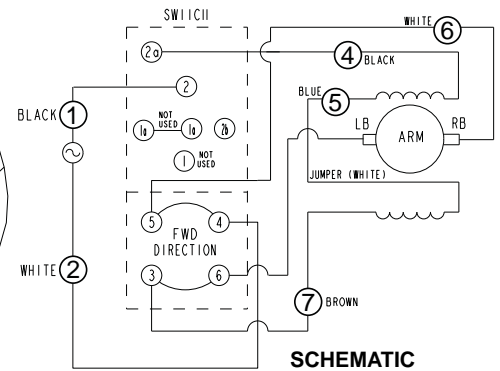 SWIICII
WHITE 6
2a
4 BLACK
2
BLUE 5
BLACK 1
1a NOT USED 1a 2b
LB ARM RB
1 NOT USED
JUMPER (WHITE)
5 4
FWD
DIRECTION
WHITE 2
3 6
7 BROWN
SCHEMATIC